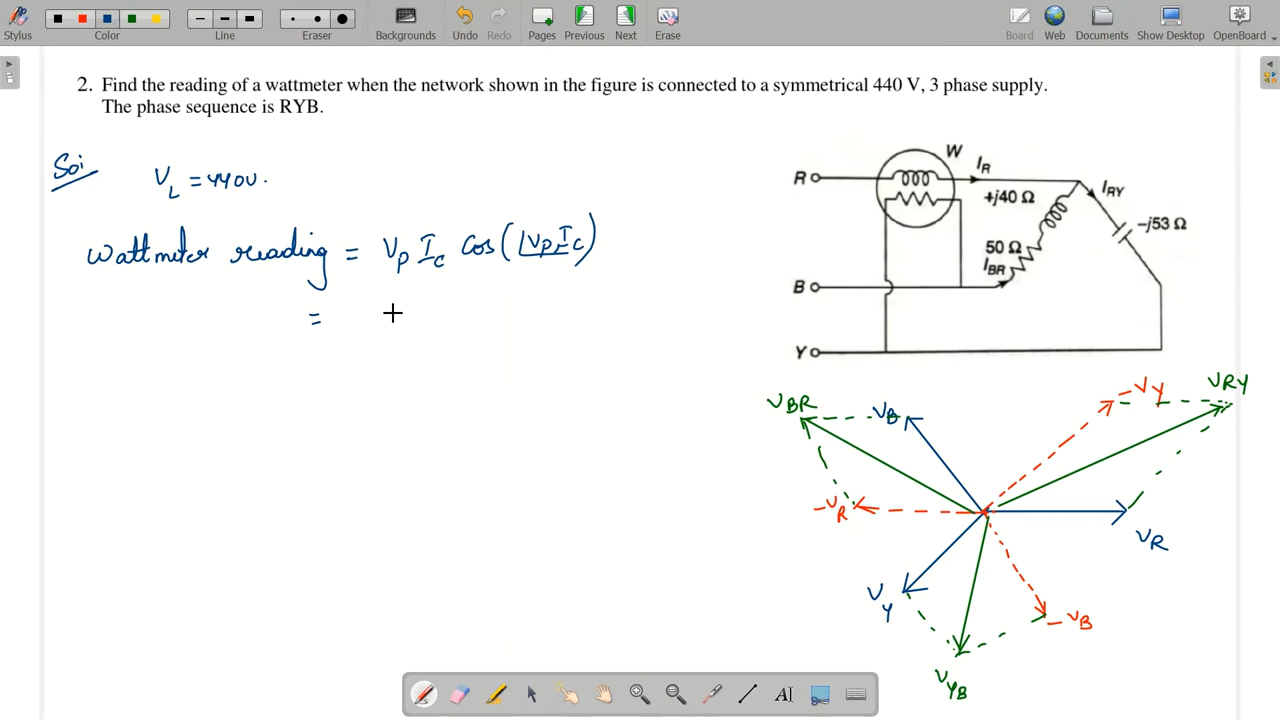 Stylus
Color
Line
Eraser
Backgrounds
Undo
Redo
Pages
Previous
Next
Erase
Board
Web
Documents
Show Desktop
OpenBoard
2. Find the reading of a wattmeter when the network shown in the figure is connected to a symmetrical 440 V, 3 phase supply.
The phase sequence is RYB.
Sol
V_L = 440V.
Wattmeter reading = V_P I_C Cos(∠V_P I_C)
=
W
I_R
R
+j40 Ω
I_RY
-j53 Ω
50 Ω
I_BR
B
Y
-V_Y
V_RY
V_BR
V_B
-V_R
V_R
V_Y
-V_B
V_YB
AI